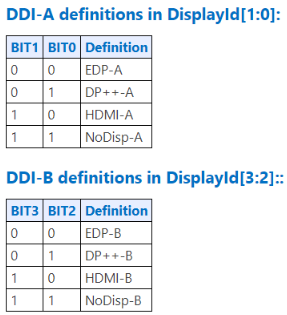 DDI-A definitions in DisplayId[1:0]:
BIT1 BIT0 Definition
0 0 EDP-A
0 1 DP++-A
1 0 HDMI-A
1 1 NoDisp-A
DDI-B definitions in DisplayId[3:2]::
BIT3 BIT2 Definition
0 0 EDP-B
0 1 DP++-B
1 0 HDMI-B
1 1 NoDisp-B